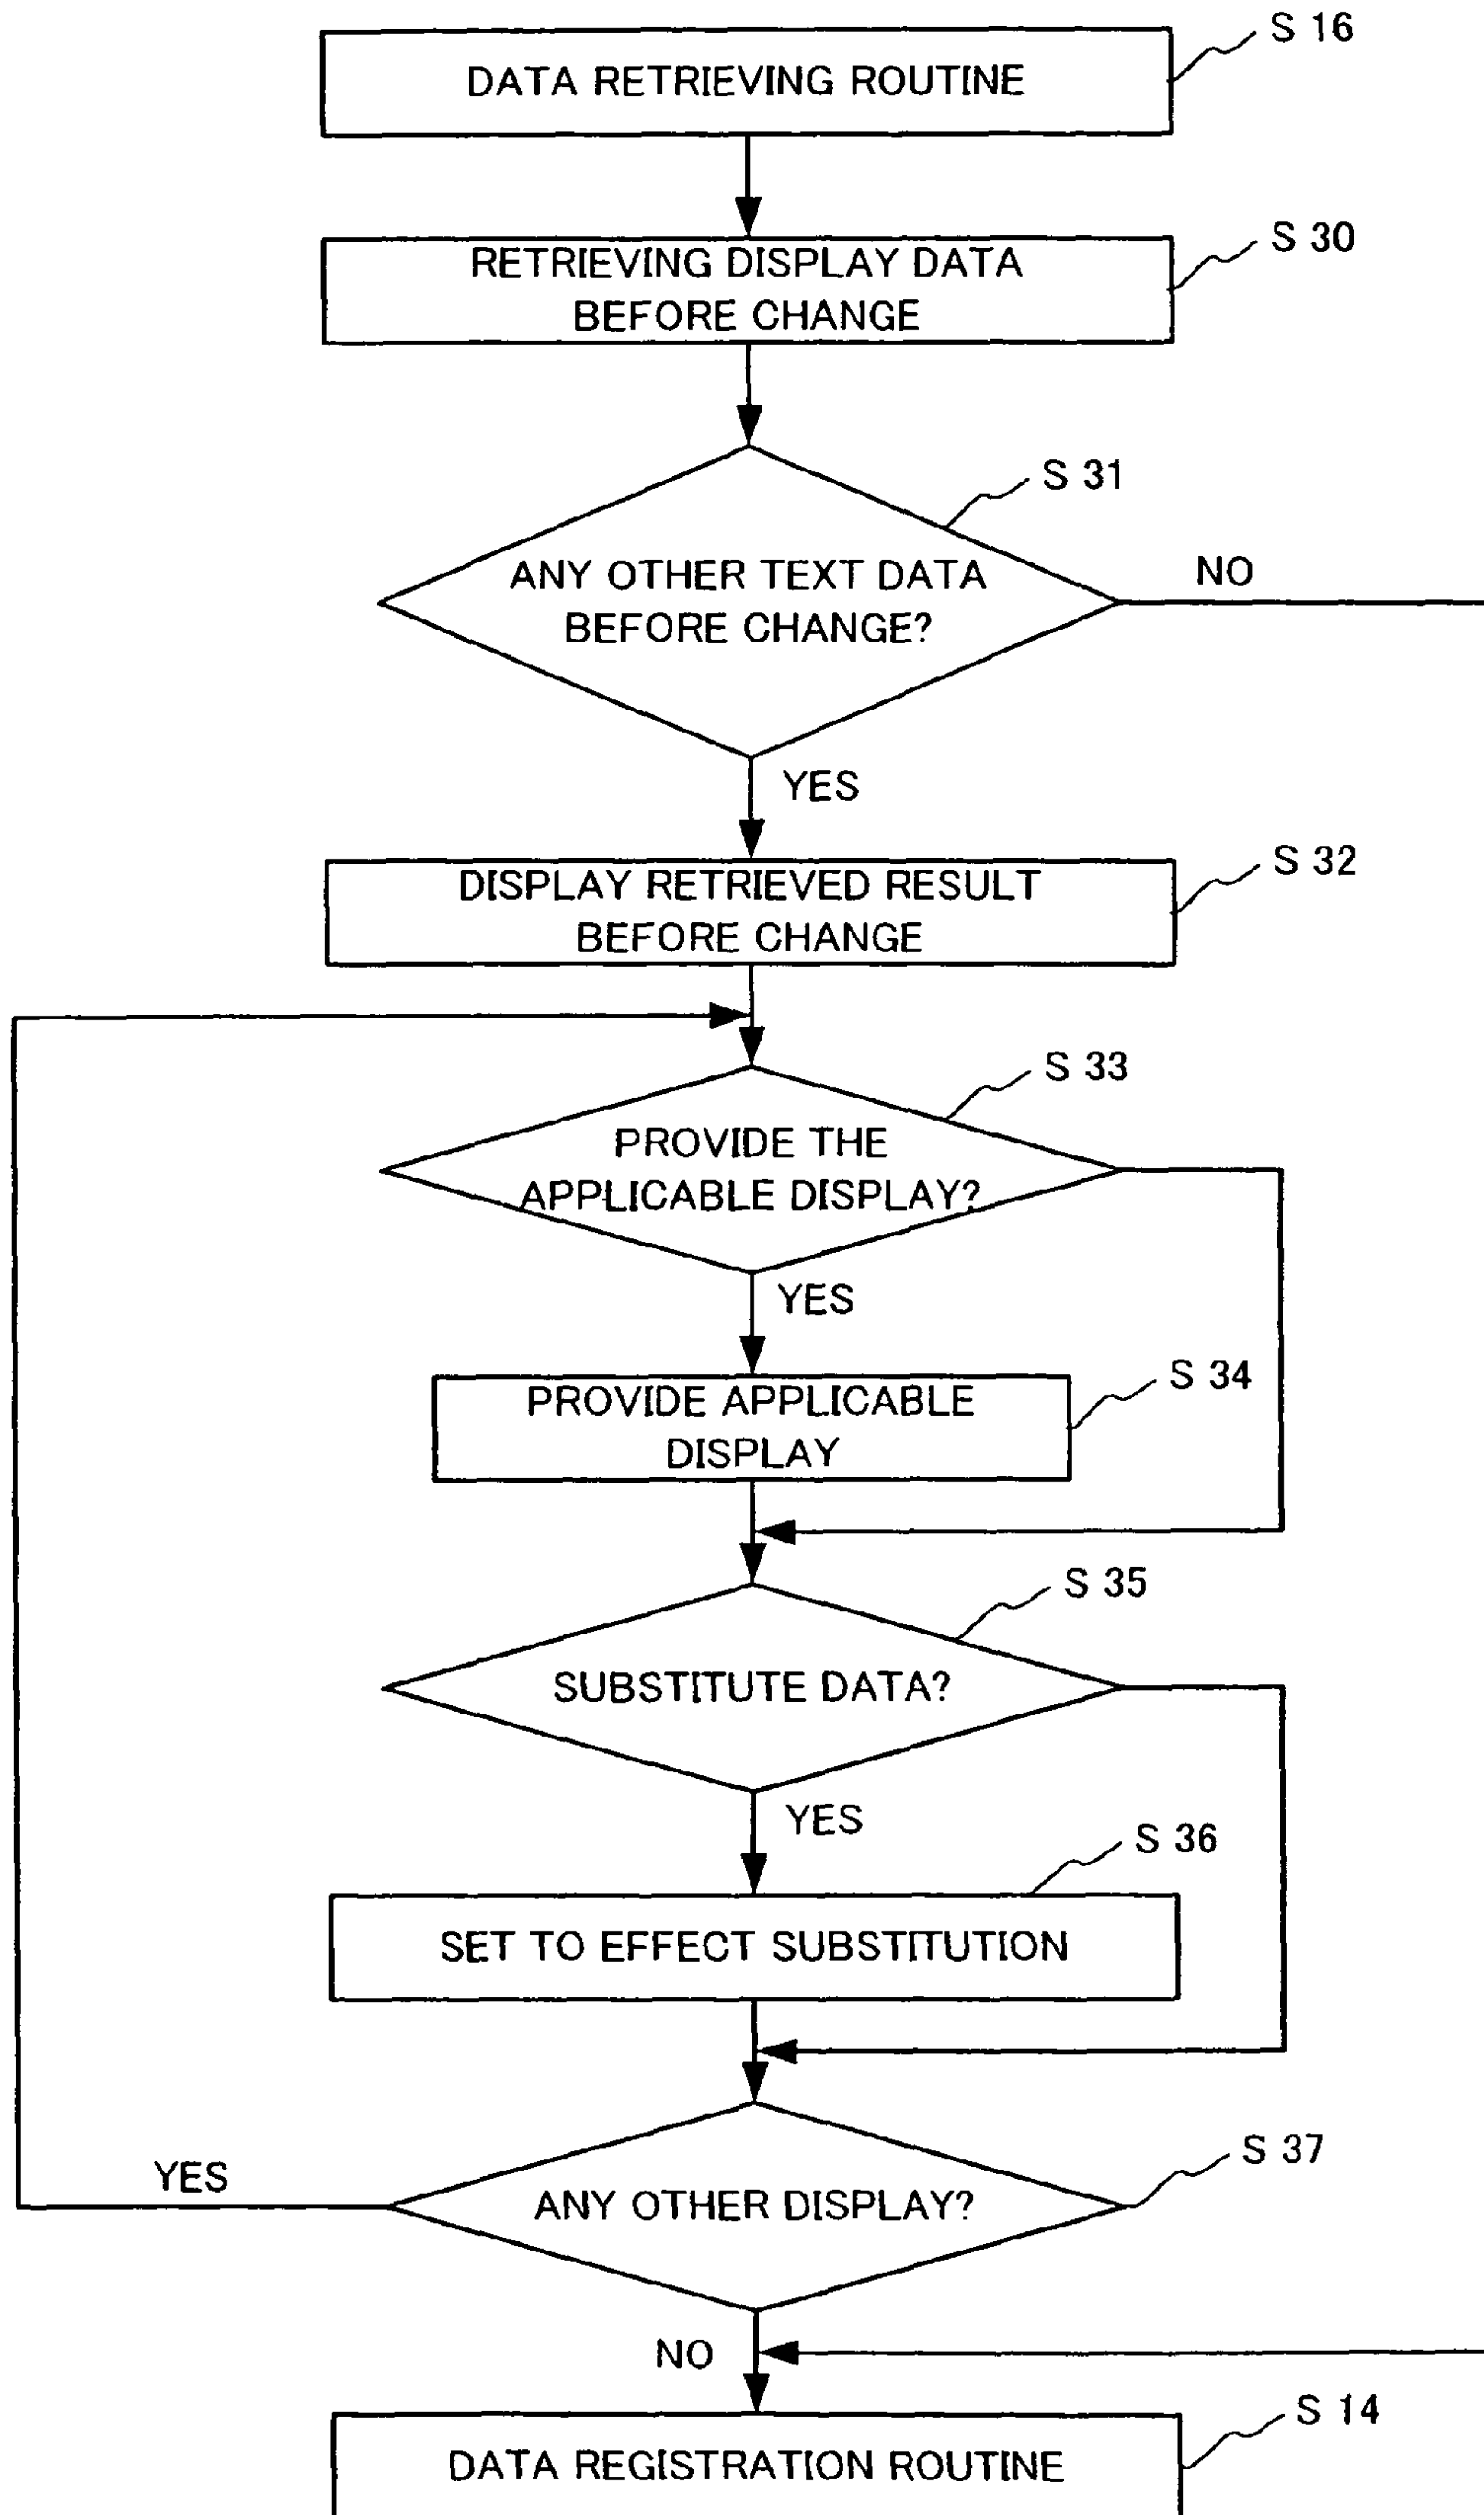 S 16
DATA RETRIEVING ROUTINE
S 30
RETRIEVING DISPLAY DATA
BEFORE CHANGE
S 31
ANY OTHER TEXT DATA
BEFORE CHANGE?
NO
YES
S 32
DISPLAY RETRIEVED RESULT
BEFORE CHANGE
S 33
PROVIDE THE
APPLICABLE DISPLAY?
YES
S 34
PROVIDE APPLICABLE
DISPLAY
S 35
SUBSTITUTE DATA?
YES
S 36
SET TO EFFECT SUBSTITUTION
S 37
YES
ANY OTHER DISPLAY?
NO
S 14
DATA REGISTRATION ROUTINE